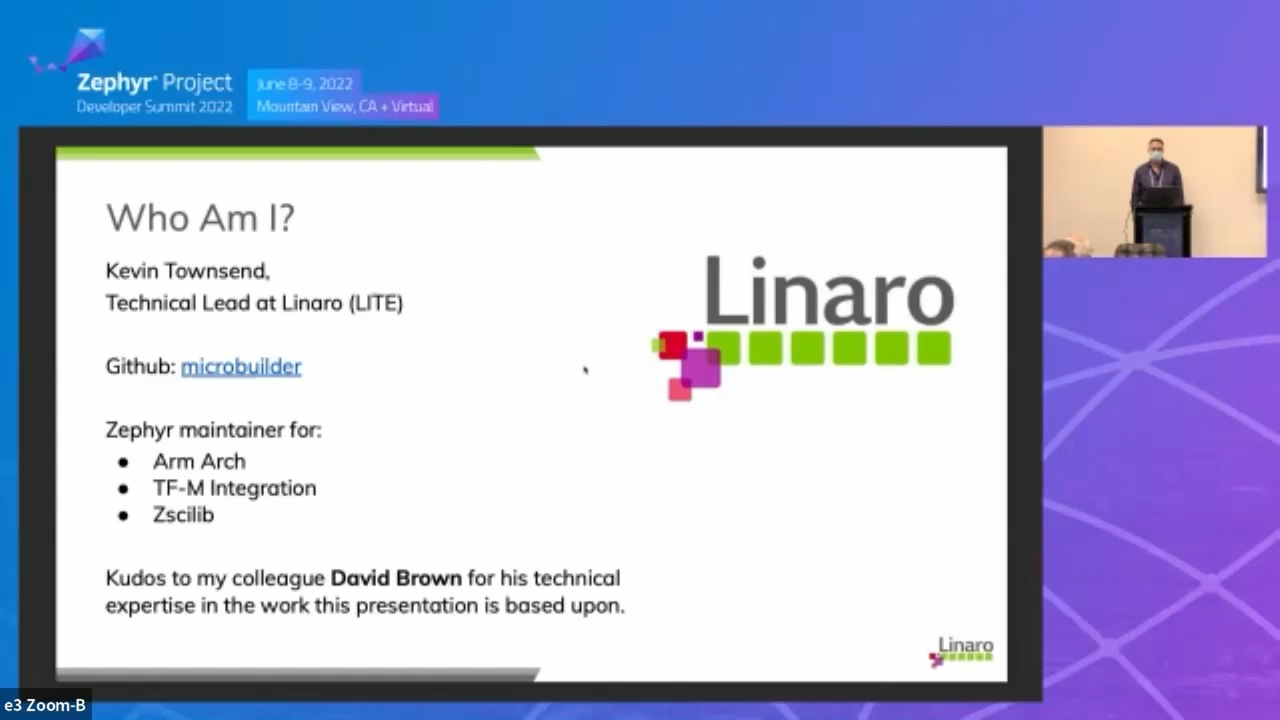 Zephyr® Project
Developer Summit 2022
June 8-9, 2022
Mountain View, CA + Virtual
Who Am I?
Kevin Townsend,
Technical Lead at Linaro (LITE)
Github: microbuilder
Zephyr maintainer for:
● Arm Arch
● TF-M Integration
● Zscilib
Kudos to my colleague David Brown for his technical
expertise in the work this presentation is based upon.
Linaro
Linaro
e3 Zoom-B